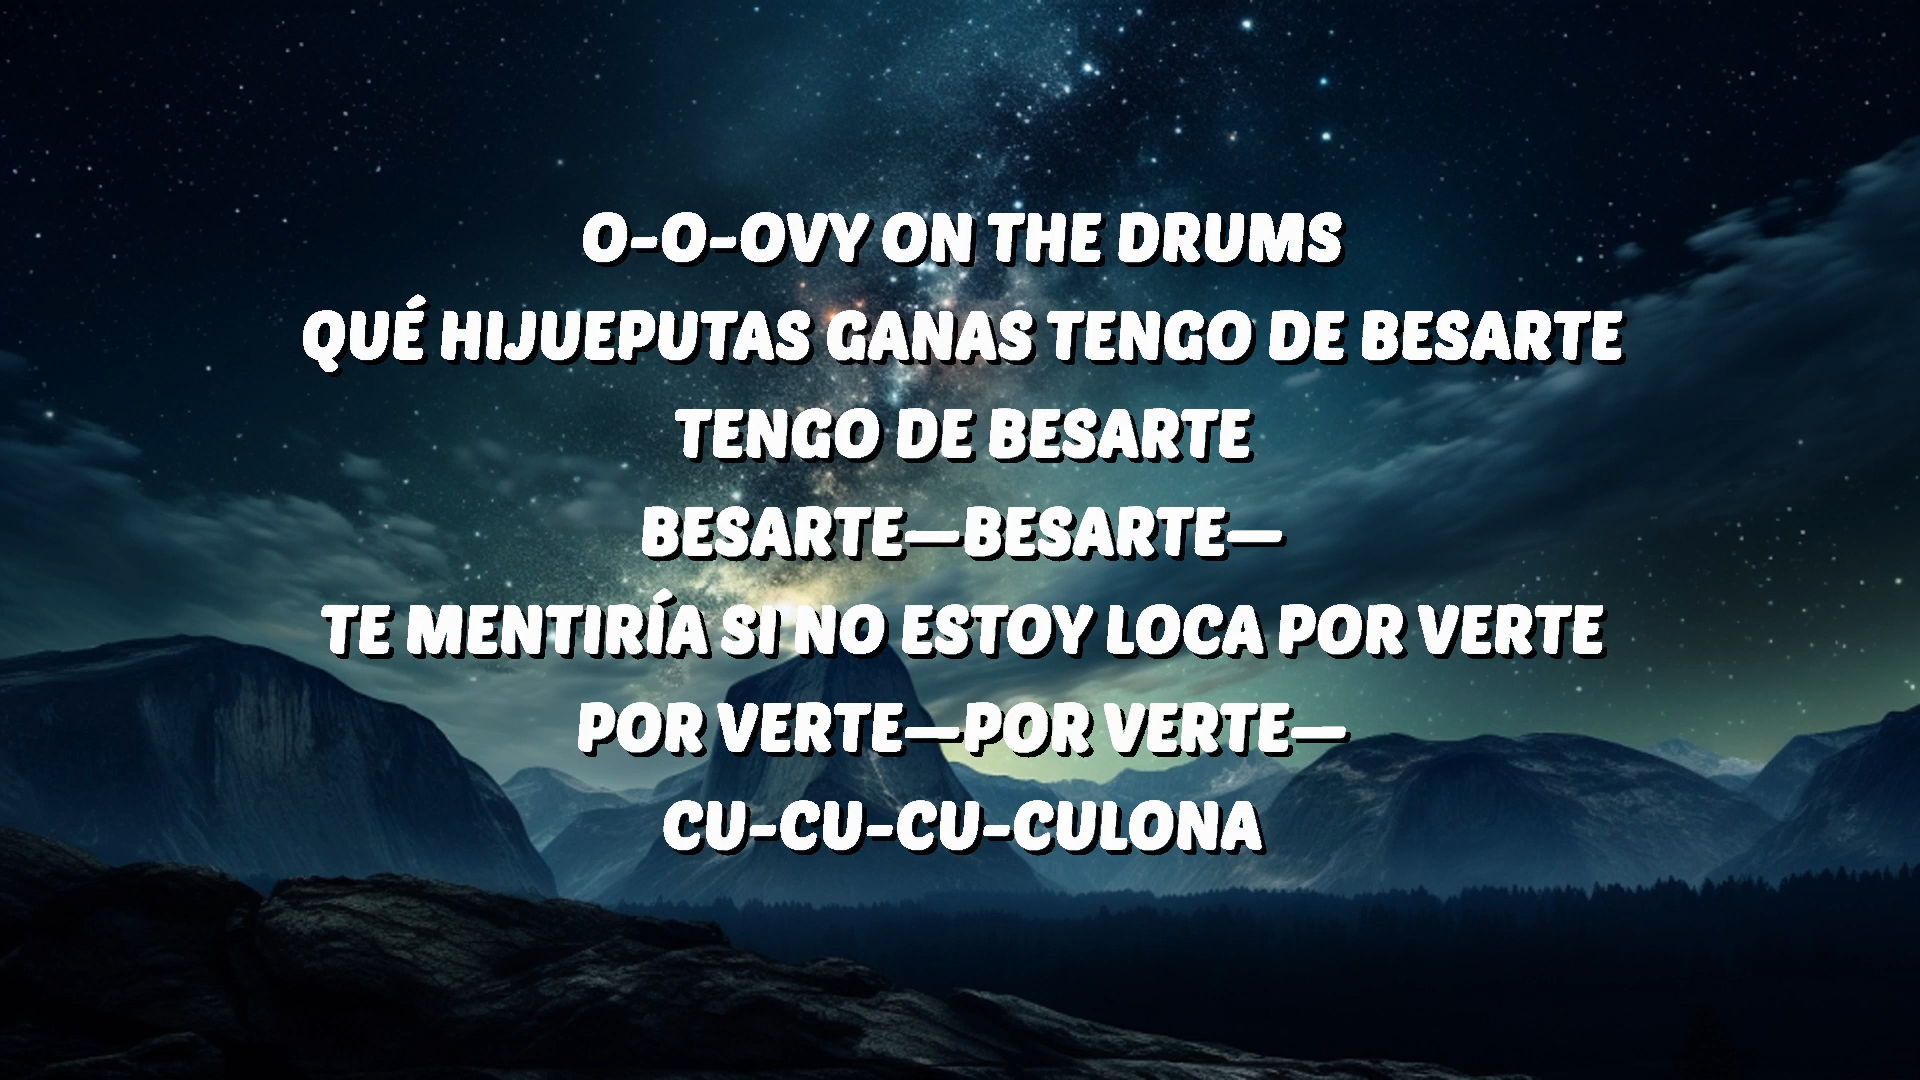 O-O-OVY ON THE DRUMS
QUÉ HIJUEPUTAS GANAS TENGO DE BESARTE
TENGO DE BESARTE
BESARTE—BESARTE—
TE MENTIRÍA SI NO ESTOY LOCA POR VERTE
POR VERTE—POR VERTE—
CU-CU-CU-CULONA